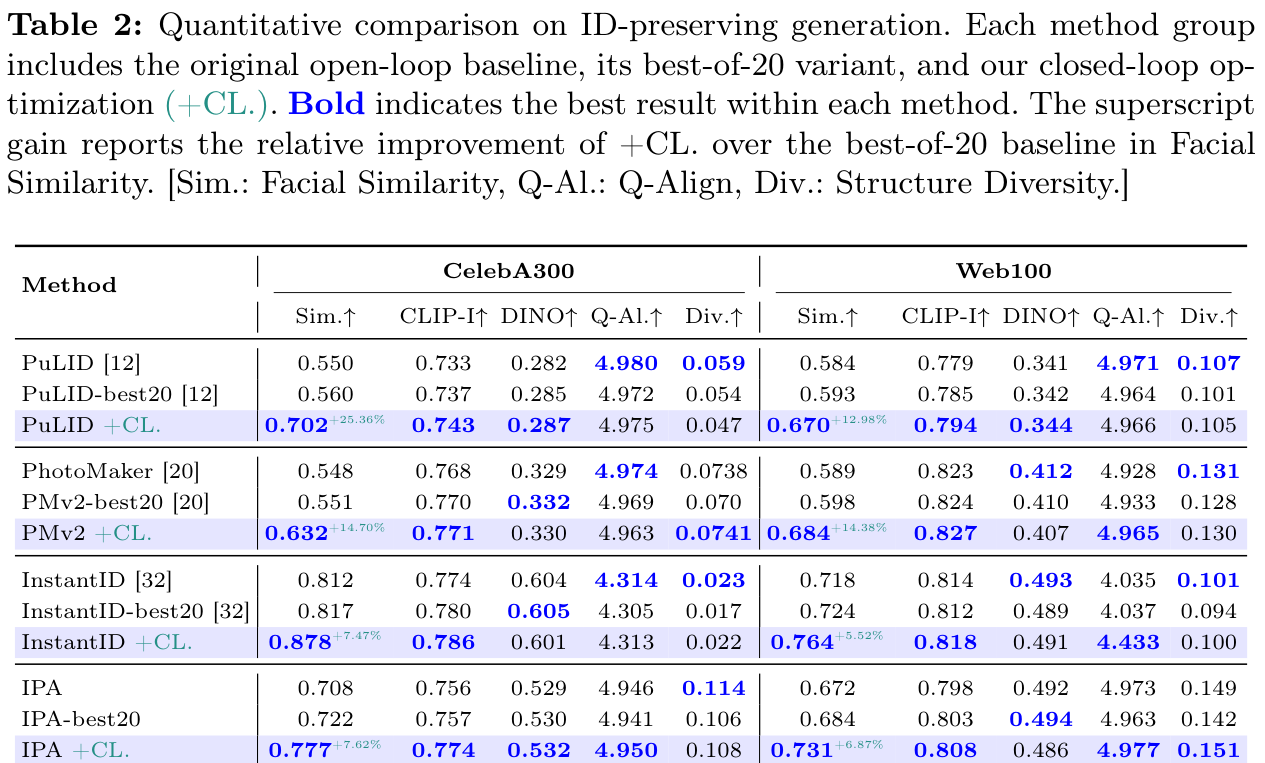 Table 2: Quantitative comparison on ID-preserving generation. Each method group
includes the original open-loop baseline, its best-of-20 variant, and our closed-loop op-
timization (+CL.). Bold indicates the best result within each method. The superscript
gain reports the relative improvement of +CL. over the best-of-20 baseline in Facial
Similarity. [Sim.: Facial Similarity, Q-Al.: Q-Align, Div.: Structure Diversity.]
Method CelebA300 Web100
Sim.↑ CLIP-I↑ DINO↑ Q-Al.↑ Div.↑ Sim.↑ CLIP-I↑ DINO↑ Q-Al.↑ Div.↑
PuLID [12] 0.550 0.733 0.282 4.980 0.059 0.584 0.779 0.341 4.971 0.107
PuLID-best20 [12] 0.560 0.737 0.285 4.972 0.054 0.593 0.785 0.342 4.964 0.101
PuLID +CL. 0.702+25.36% 0.743 0.287 4.975 0.047 0.670+12.98% 0.794 0.344 4.966 0.105
PhotoMaker [20] 0.548 0.768 0.329 4.974 0.0738 0.589 0.823 0.412 4.928 0.131
PMv2-best20 [20] 0.551 0.770 0.332 4.969 0.070 0.598 0.824 0.410 4.933 0.128
PMv2 +CL. 0.632+14.70% 0.771 0.330 4.963 0.0741 0.684+14.38% 0.827 0.407 4.965 0.130
InstantID [32] 0.812 0.774 0.604 4.314 0.023 0.718 0.814 0.493 4.035 0.101
InstantID-best20 [32] 0.817 0.780 0.605 4.305 0.017 0.724 0.812 0.489 4.037 0.094
InstantID +CL. 0.878+7.47% 0.786 0.601 4.313 0.022 0.764+5.52% 0.818 0.491 4.433 0.100
IPA 0.708 0.756 0.529 4.946 0.114 0.672 0.798 0.492 4.973 0.149
IPA-best20 0.722 0.757 0.530 4.941 0.106 0.684 0.803 0.494 4.963 0.142
IPA +CL. 0.777+7.62% 0.774 0.532 4.950 0.108 0.731+6.87% 0.808 0.486 4.977 0.151